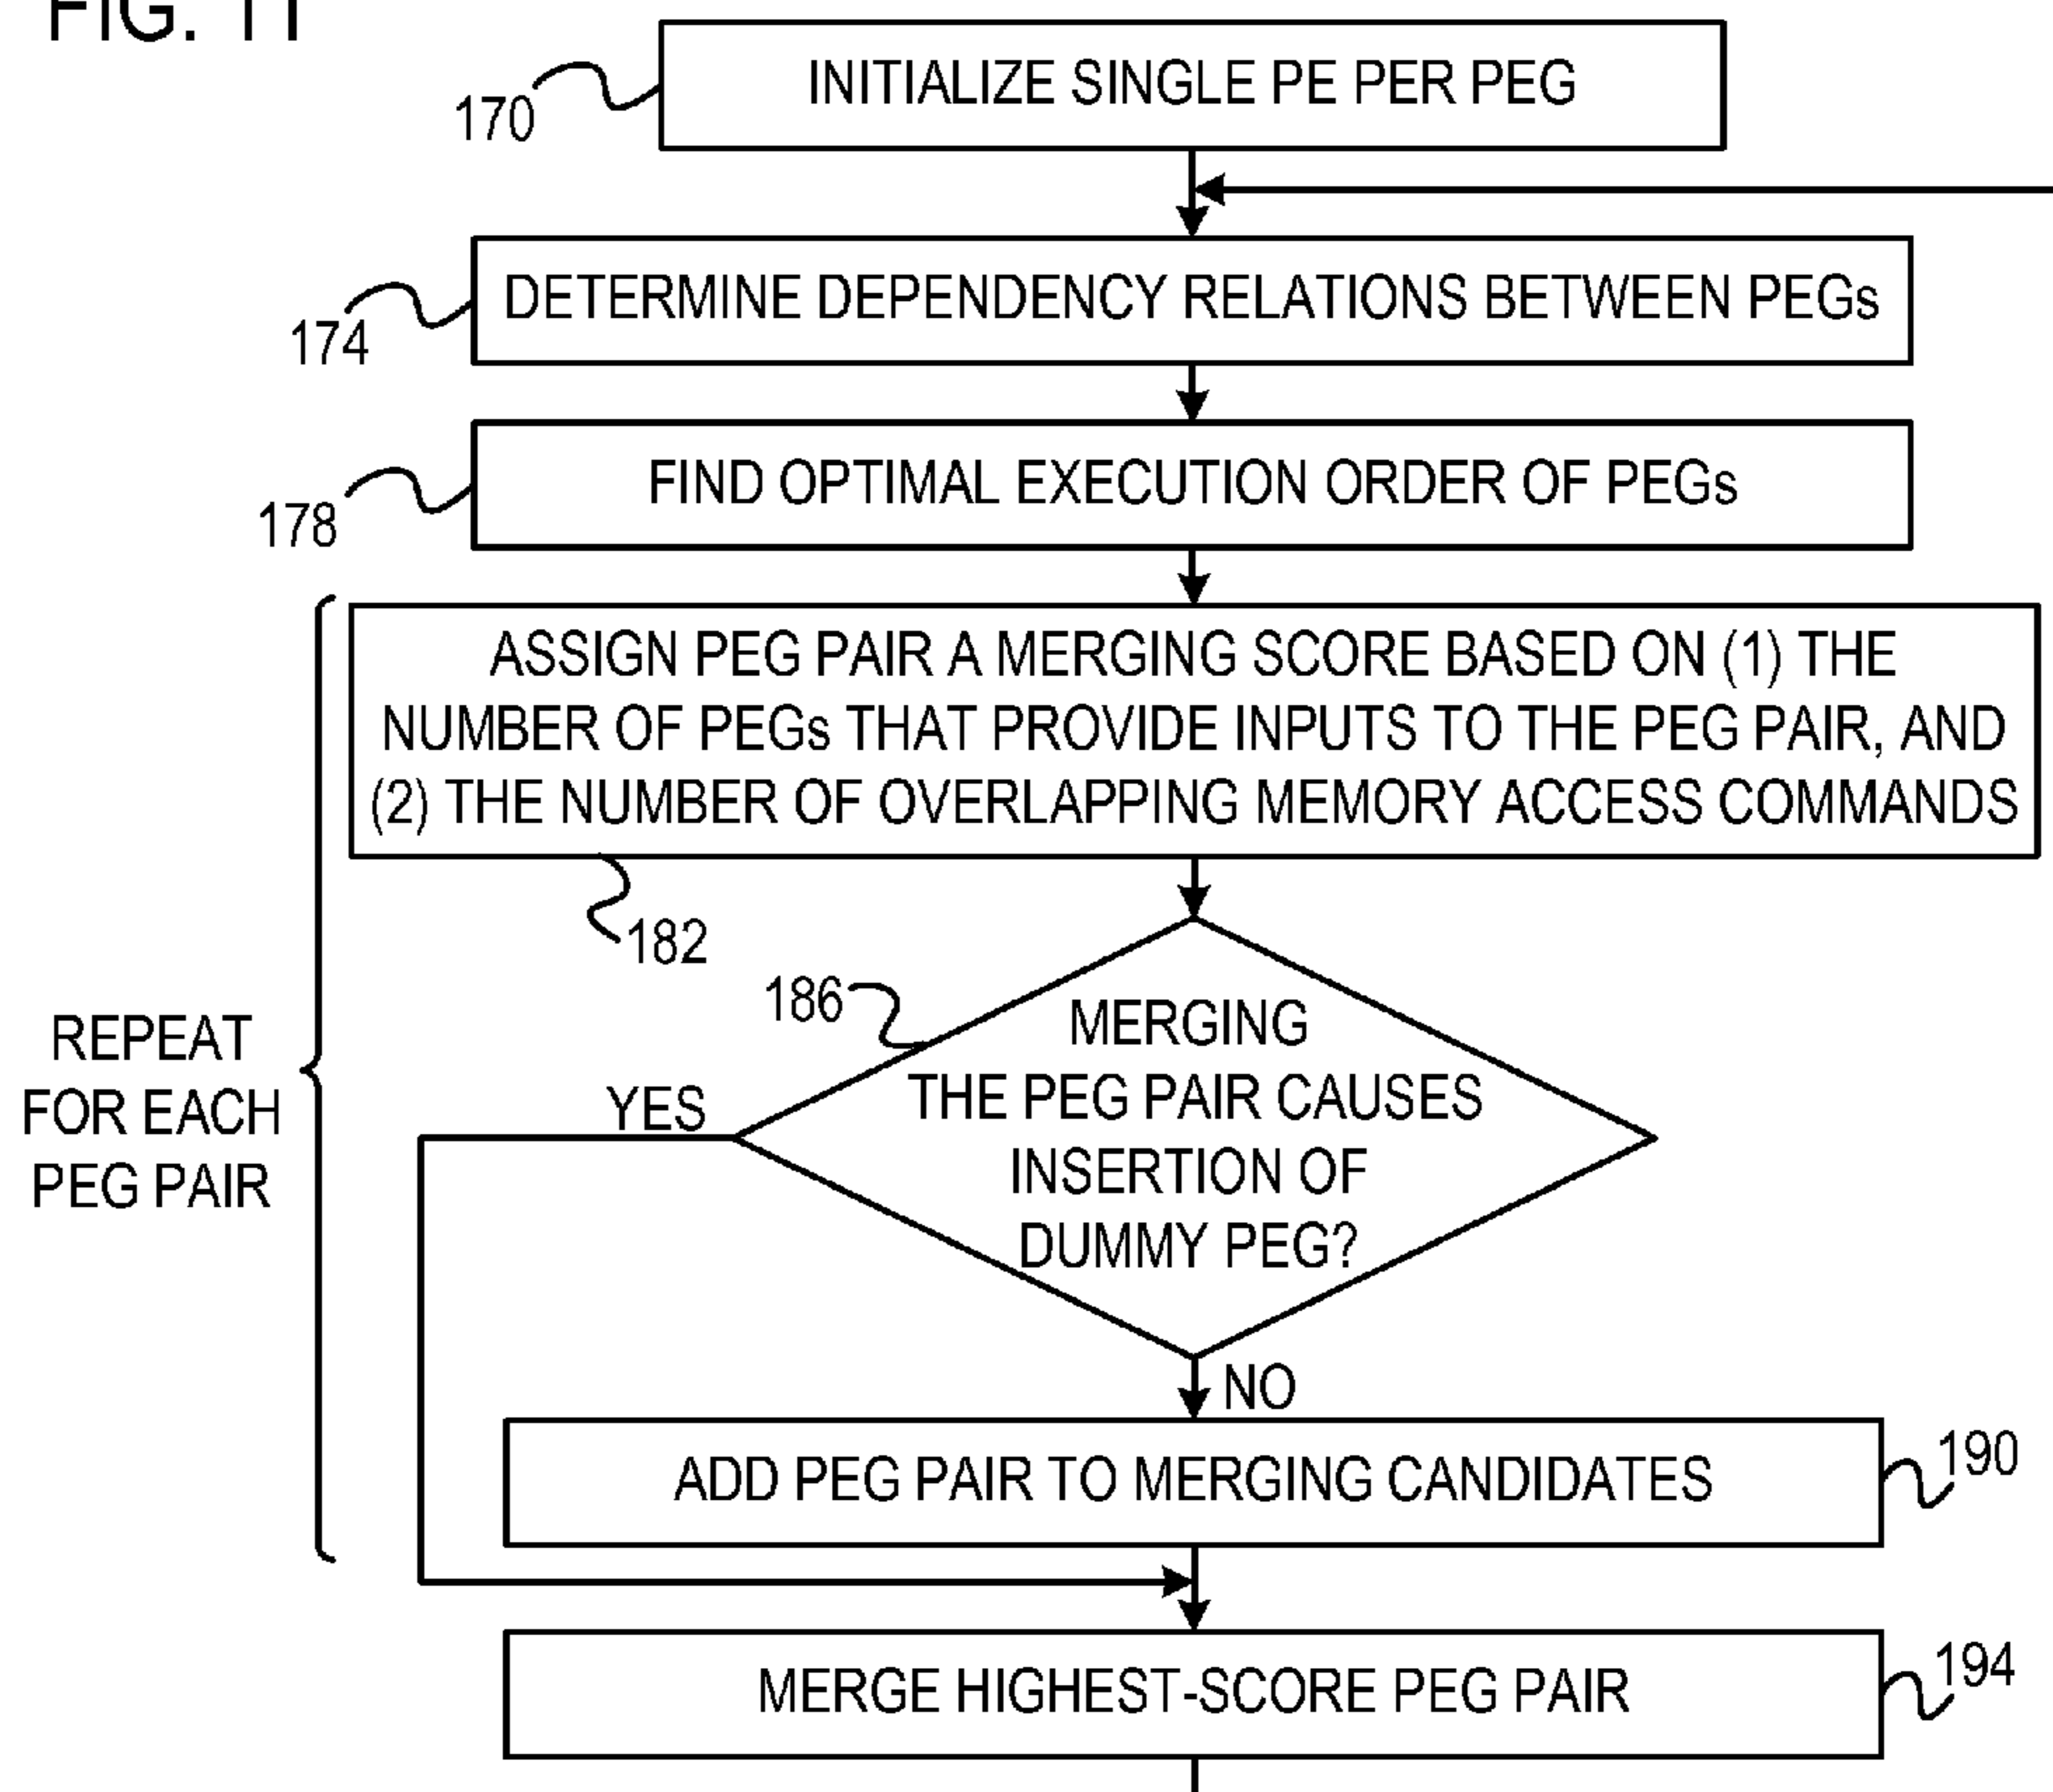 FIG. 11
INITIALIZE SINGLE PE PER PEG
170
DETERMINE DEPENDENCY RELATIONS BETWEEN PEGs
174
FIND OPTIMAL EXECUTION ORDER OF PEGs
178
ASSIGN PEG PAIR A MERGING SCORE BASED ON (1) THE
NUMBER OF PEGs THAT PROVIDE INPUTS TO THE PEG PAIR, AND
(2) THE NUMBER OF OVERLAPPING MEMORY ACCESS COMMANDS
182
186
MERGING
THE PEG PAIR CAUSES
INSERTION OF
DUMMY PEG?
YES
REPEAT
FOR EACH
PEG PAIR
NO
ADD PEG PAIR TO MERGING CANDIDATES
190
MERGE HIGHEST-SCORE PEG PAIR
194